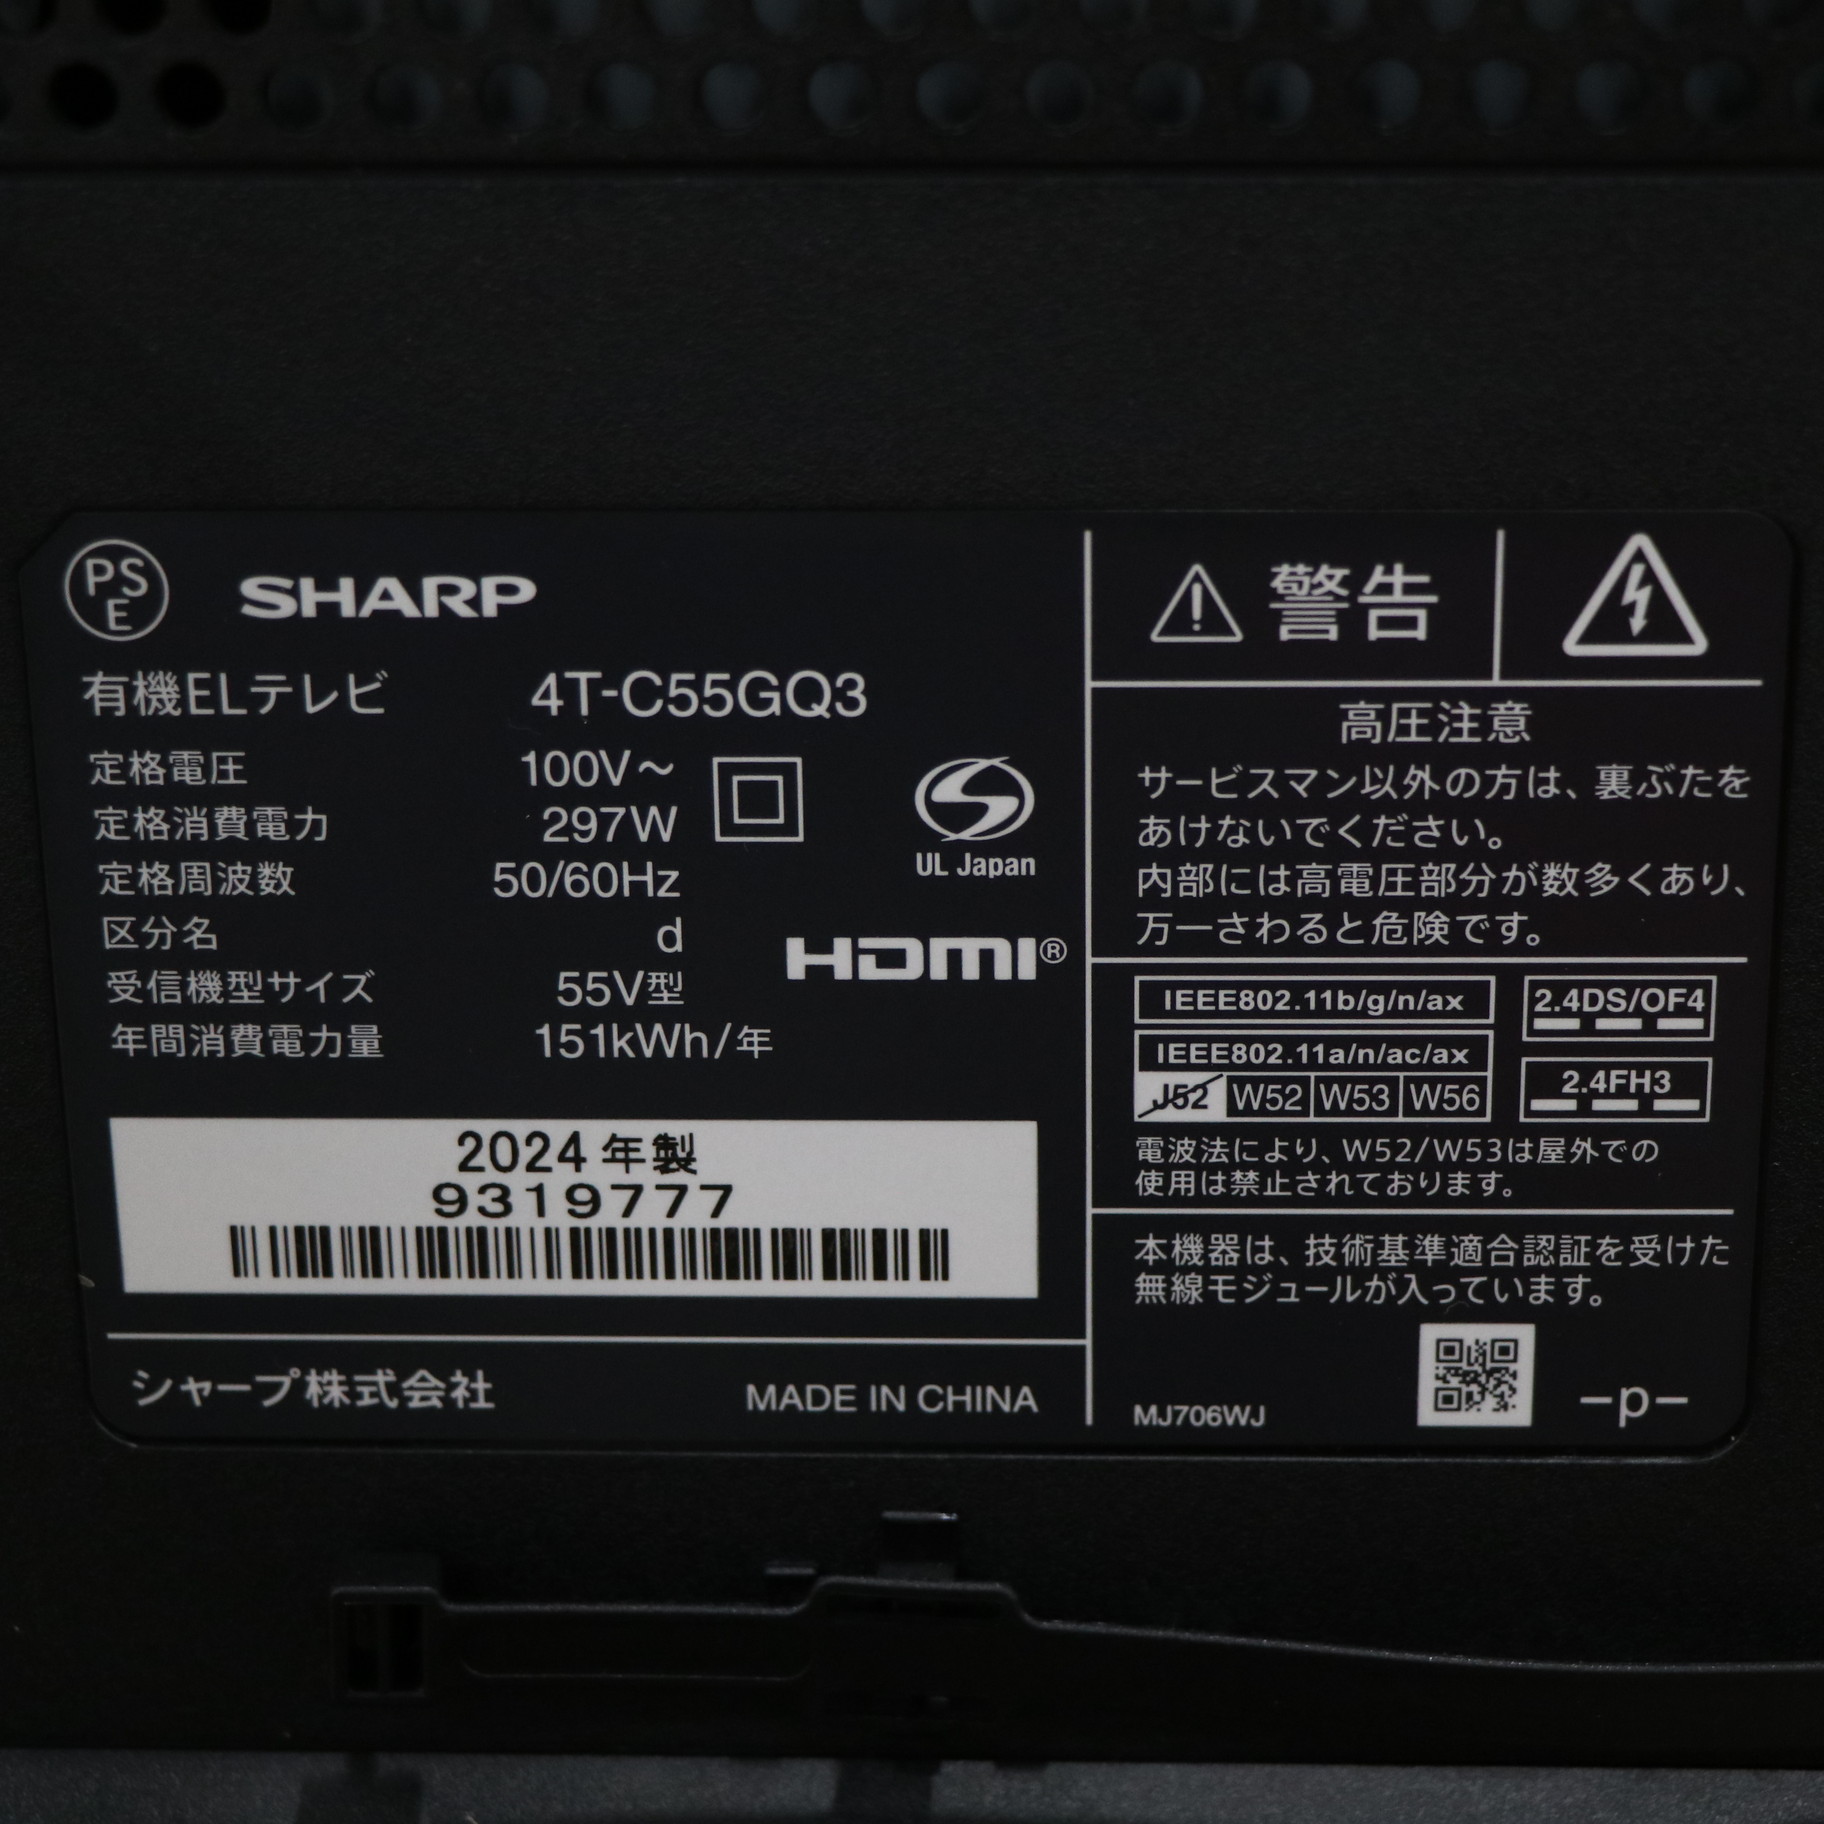 PSE SHARP
有機ELテレビ 4T-C55GQ3
定格電圧 100V～
定格消費電力 297W
定格周波数 50/60Hz
区分名 d
受信機型サイズ 55V型
年間消費電力量 151kWh/年
UL Japan
HDMI®
2024年製
9319777
シャープ株式会社 MADE IN CHINA
警告
高圧注意
サービスマン以外の方は、裏ぶたを
あけないでください。
内部には高電圧部分が数多くあり、
万一さわると危険です。
IEEE802.11b/g/n/ax 2.4DS/OF4
IEEE802.11a/n/ac/ax
J52 W52 W53 W56 2.4FH3
電波法により、W52/W53は屋外での
使用は禁止されております。
本機器は、技術基準適合認証を受けた
無線モジュールが入っています。
MJ706WJ -p-